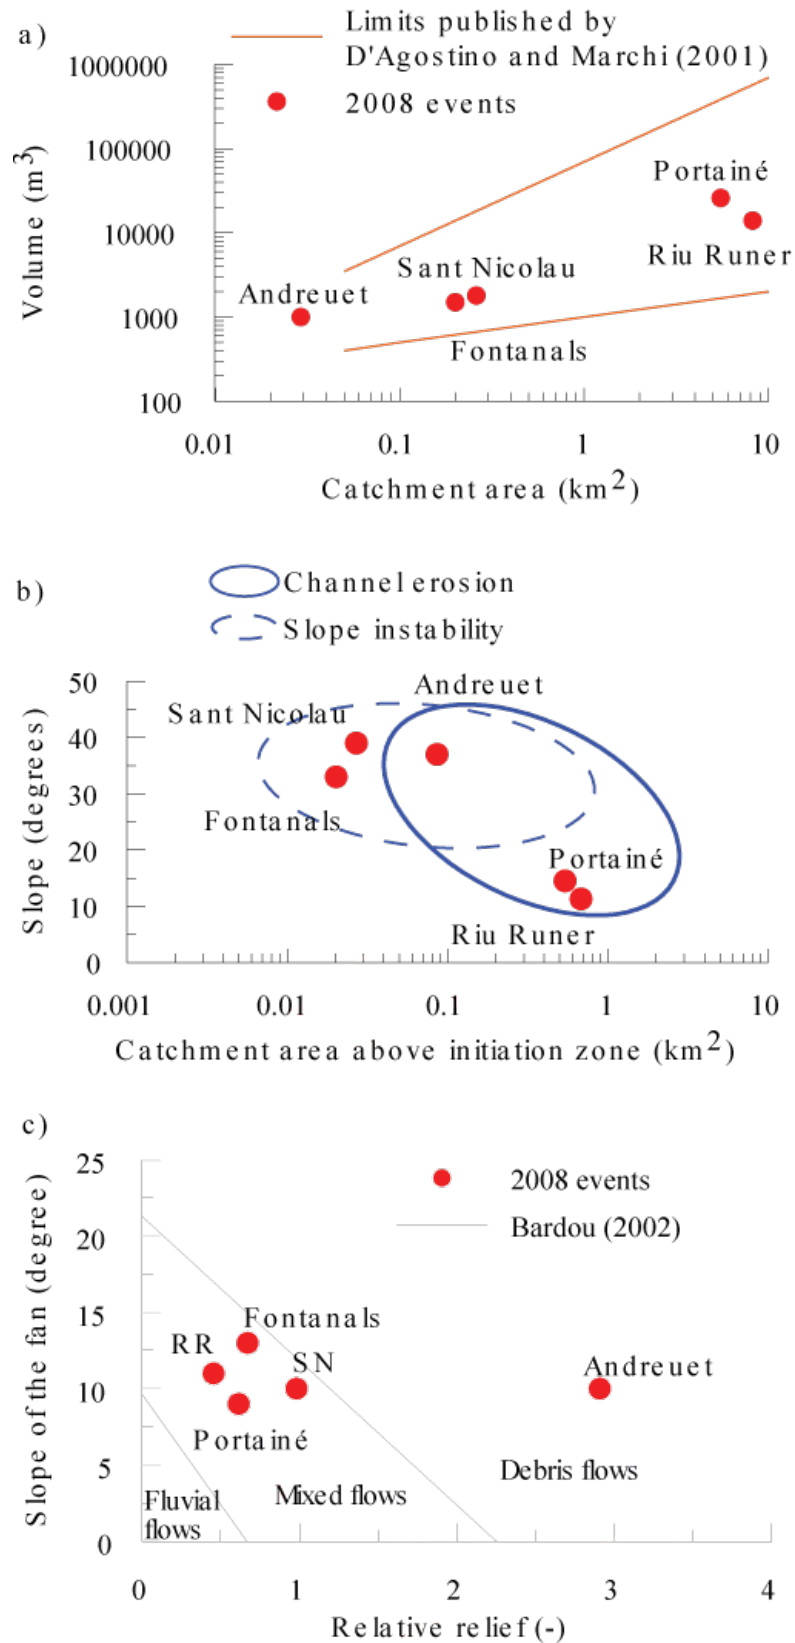 a)
Limits published by
D'Agostino and Marchi (2001)
2008 events
Volume (m3)
1000000
100000
10000
1000
100
Portainé
Riu Runer
Sant Nicolau
Andreuet
Fontanals
0.01 0.1 1 10
Catchment area (km2)
b)
Channel erosion
Slope instability
Slope (degrees)
50
40
30
20
10
0
Andreuet
Sant Nicolau
Fontanals
Portainé
Riu Runer
0.001 0.01 0.1 1 10
Catchment area above initiation zone (km2)
c)
2008 events
Bardou (2002)
Slope of the fan (degree)
25
20
15
10
5
0
Fontanals
RR
SN
Andreuet
Portainé
Debris flows
Mixed flows
Fluvial
flows
0 1 2 3 4
Relative relief (-)